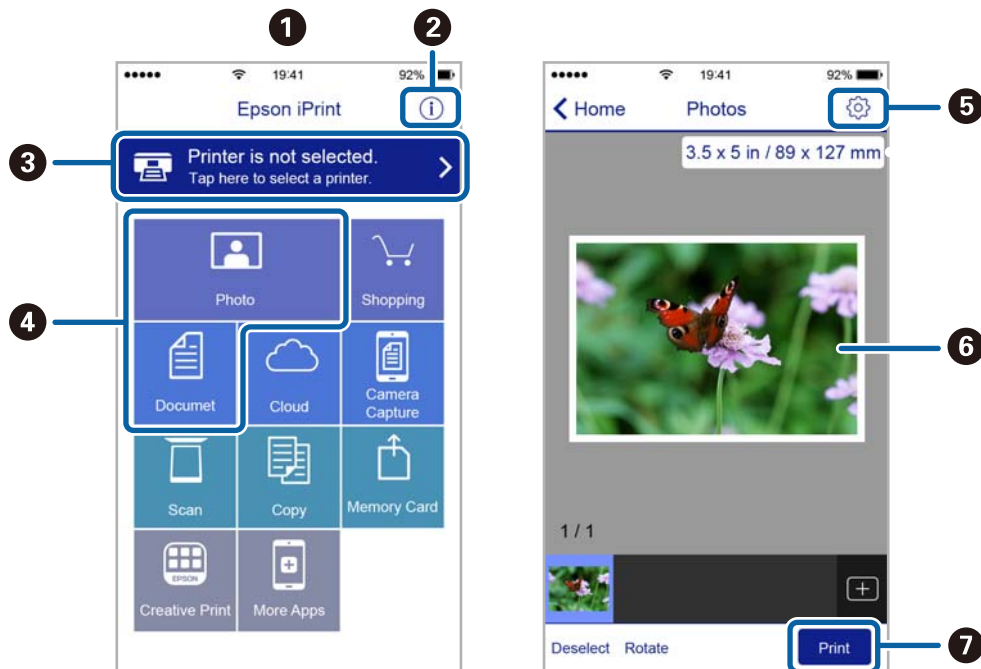 1
2
19:41
92%
Epson iPrint
3
Printer is not selected.
Tap here to select a printer.
4
Photo
Shopping
Documet
Cloud
Camera
Capture
Scan
Copy
Memory Card
EPSON
Creative Print
More Apps
19:41
92%
Home
Photos
5
3.5 x 5 in / 89 x 127 mm
6
1 / 1
Deselect
Rotate
Print
7